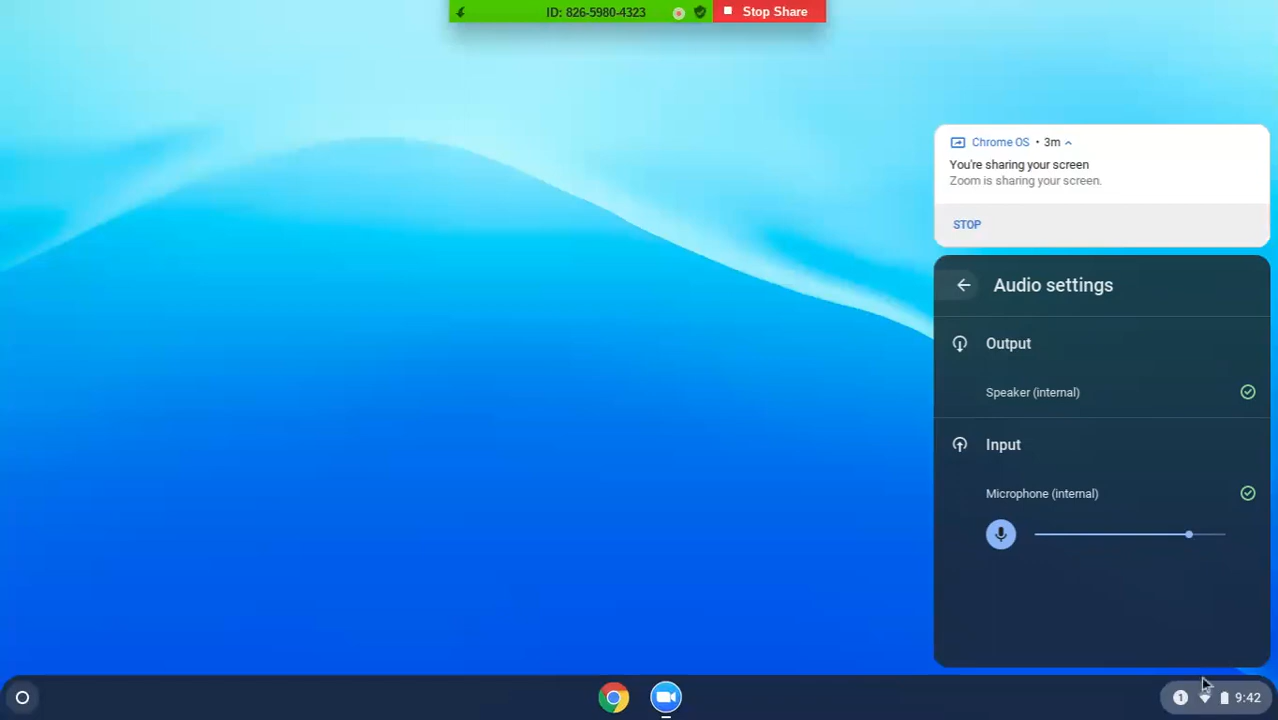 ID: 826-5980-4323
Stop Share
Chrome OS • 3m
You're sharing your screen
Zoom is sharing your screen.
STOP
Audio settings
Output
Speaker (internal)
Input
Microphone (internal)
1 9:42